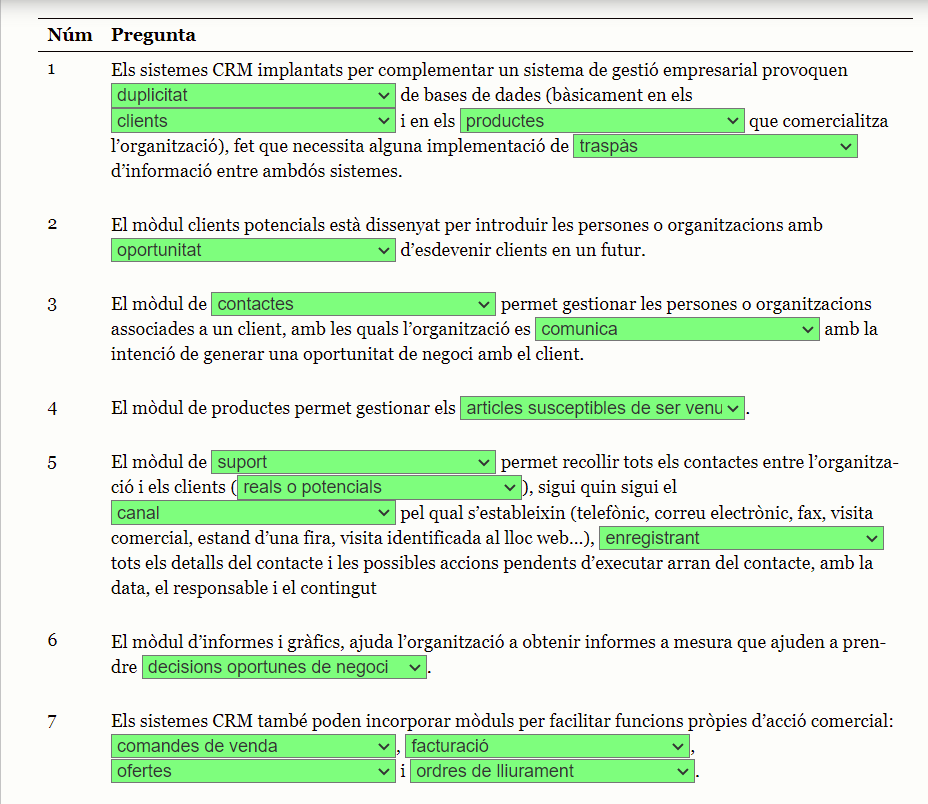 Núm Pregunta
1 Els sistemes CRM implantats per complementar un sistema de gestió empresarial provoquen
duplicitat de bases de dades (bàsicament en els
clients i en els productes que comercialitza
l’organització), fet que necessita alguna implementació de traspàs
d’informació entre ambdós sistemes.
2 El mòdul clients potencials està dissenyat per introduir les persones o organitzacions amb
oportunitat d’esdevenir clients en un futur.
3 El mòdul de contactes permet gestionar les persones o organitzacions
associades a un client, amb les quals l’organització es comunica amb la
intenció de generar una oportunitat de negoci amb el client.
4 El mòdul de productes permet gestionar els articles susceptibles de ser venu.
5 El mòdul de suport permet recollir tots els contactes entre l’organitza-
ció i els clients (reals o potencials), sigui quin sigui el
canal pel qual s’estableixin (telefònic, correu electrònic, fax, visita
comercial, estand d’una fira, visita identificada al lloc web...), enregistrant
tots els detalls del contacte i les possibles accions pendents d’executar arran del contacte, amb la
data, el responsable i el contingut
6 El mòdul d’informes i gràfics, ajuda l’organització a obtenir informes a mesura que ajuden a pren-
dre decisions oportunes de negoci.
7 Els sistemes CRM també poden incorporar mòduls per facilitar funcions pròpies d’acció comercial:
comandes de venda, facturació,
ofertes i ordres de lliurament.